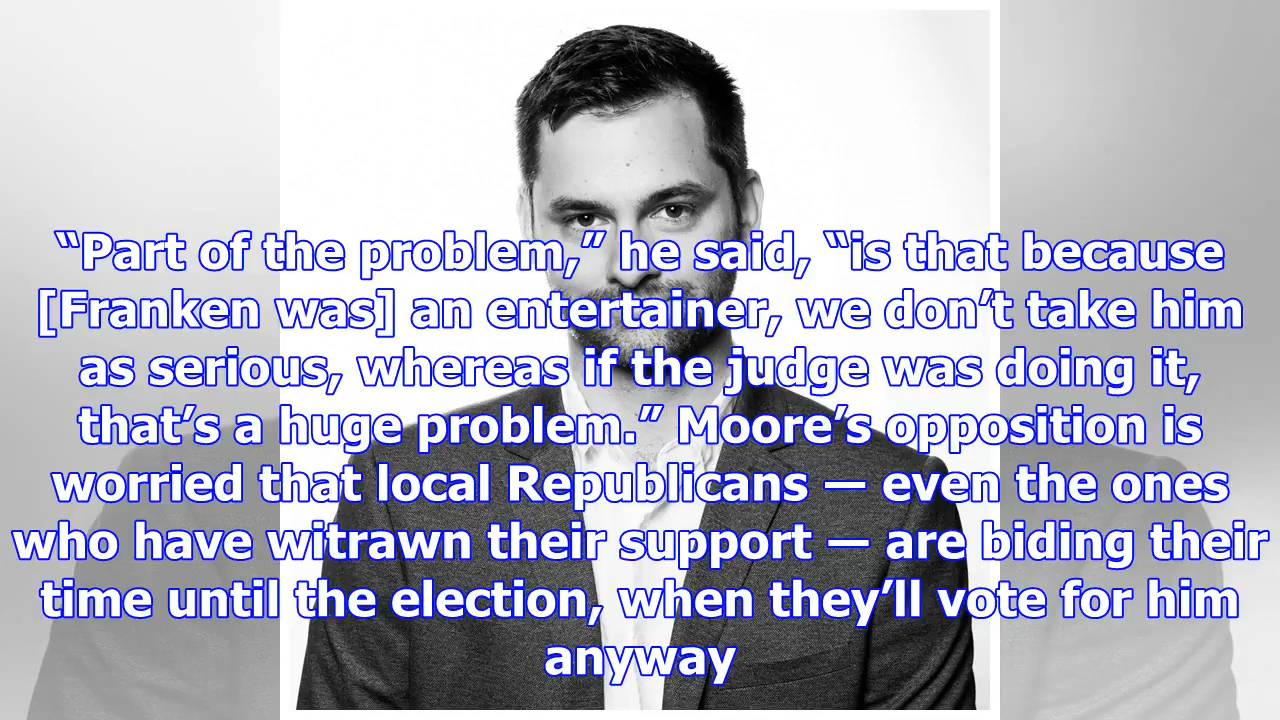 “Part of the problem,” he said, “is that because
[Franken was] an entertainer, we don’t take him
as serious, whereas if the judge was doing it,
that’s a huge problem.” Moore’s opposition is
worried that local Republicans — even the ones
who have witrawn their support — are biding their
time until the election, when they’ll vote for him
anyway